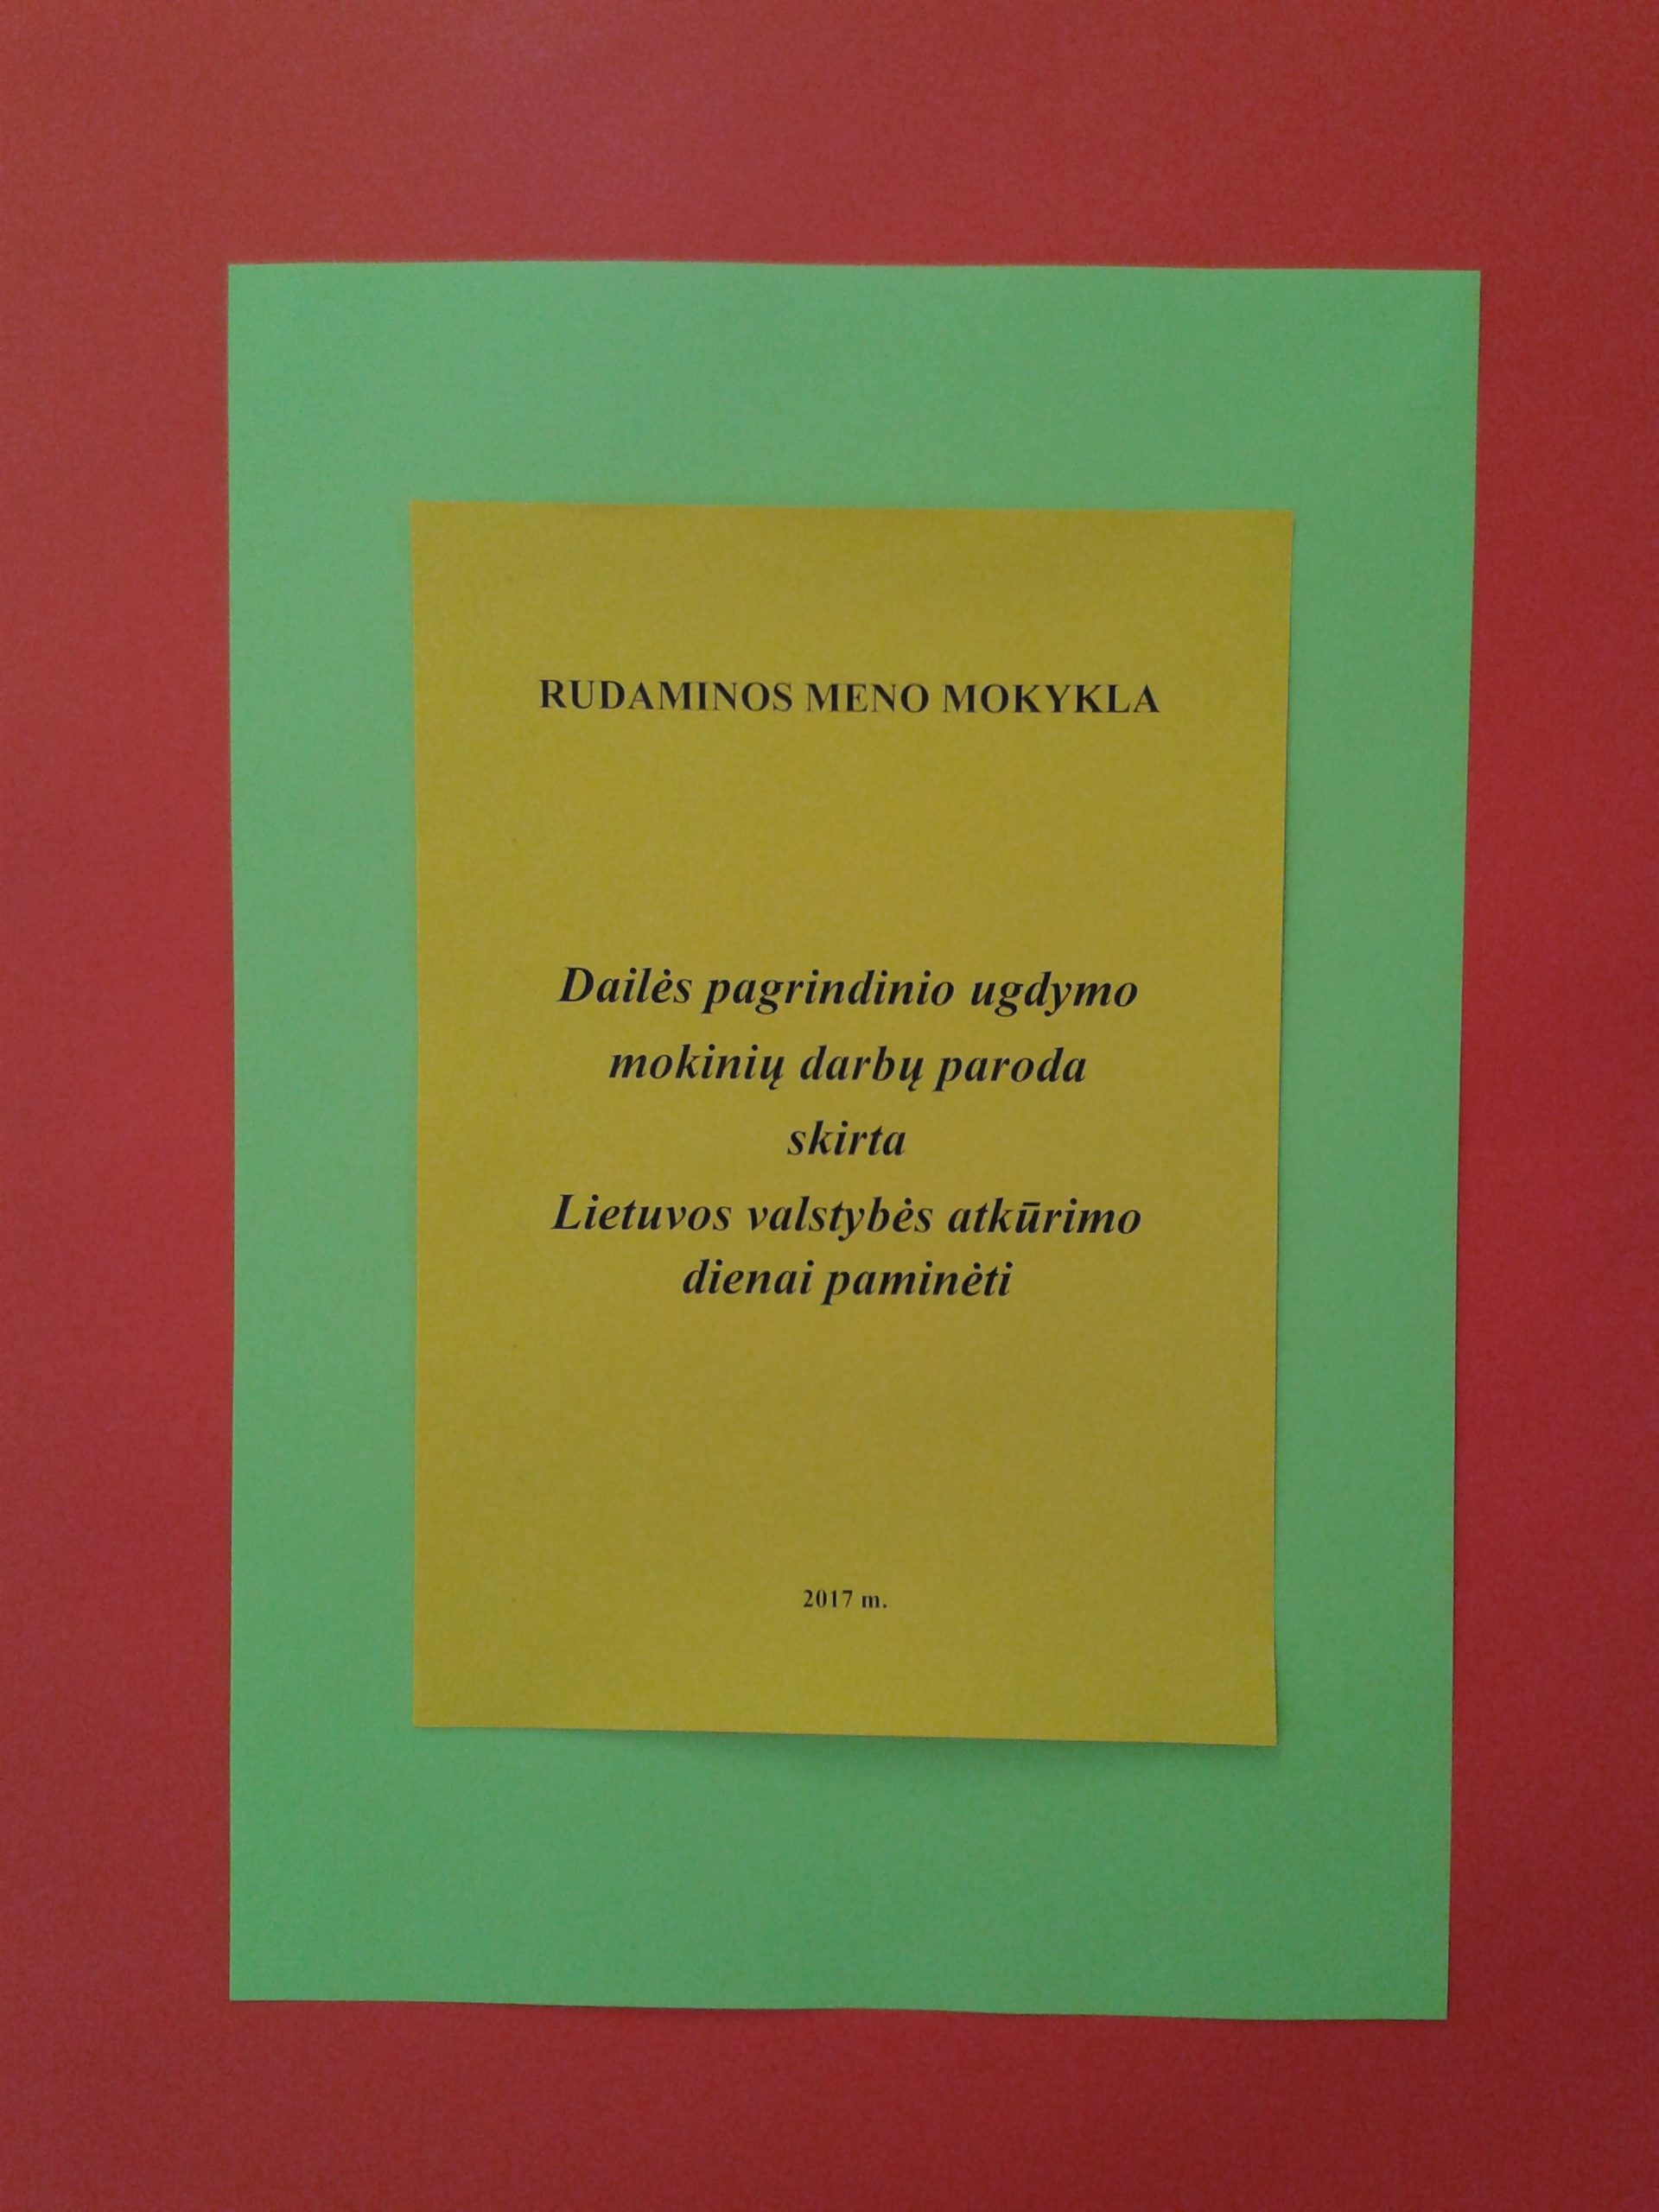 RUDAMINOS MENO MOKYKLA
Dailės pagrindinio ugdymo
mokinių darbų paroda
skirta
Lietuvos valstybės atkūrimo
dienai paminėti
2017 m.